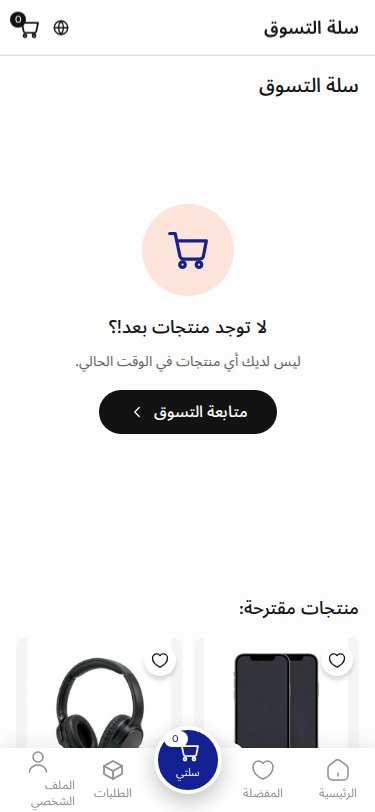 سلة التسوق
0
سلة التسوق
لا توجد منتجات بعد!؟
ليس لديك أي منتجات في الوقت الحالي.
متابعة التسوق
منتجات مقترحة:
الرئيسية
المفضلة
0
سلتي
الطلبات
الملف
الشخصي